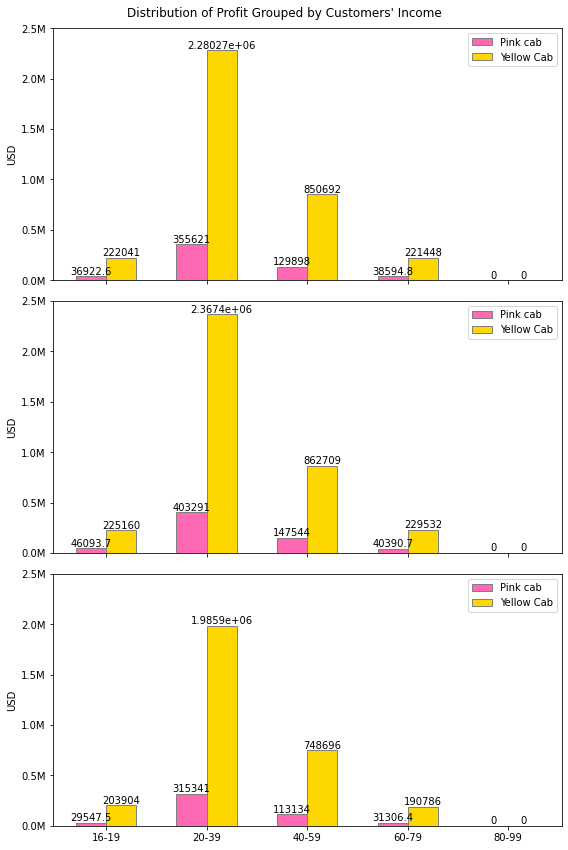 Distribution of Profit Grouped by Customers' Income
2.5M
2.0M
1.5M
1.0M
0.5M
0.0M
USD
Pink cab
Yellow Cab
36922.6
222041
355621
2.28027e+06
129898
850692
38594.8
221448
0
0
2.5M
2.0M
1.5M
1.0M
0.5M
0.0M
USD
Pink cab
Yellow Cab
46093.7
225160
403291
2.3674e+06
147544
862709
40390.7
229532
0
0
2.5M
2.0M
1.5M
1.0M
0.5M
0.0M
USD
Pink cab
Yellow Cab
29547.5
203904
315341
1.9859e+06
113134
748696
31306.4
190786
0
0
16-19
20-39
40-59
60-79
80-99